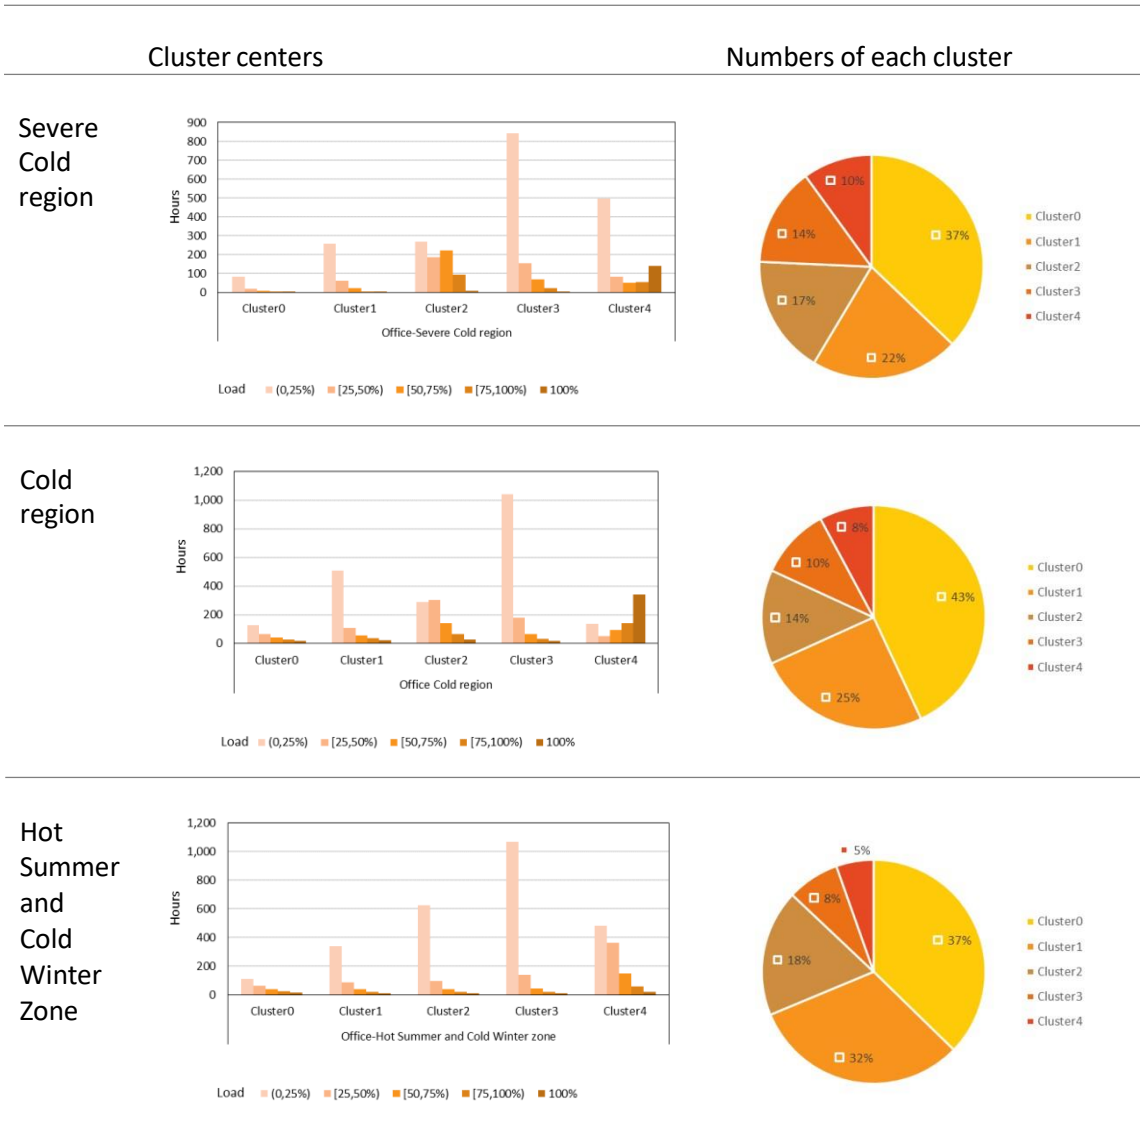 Cluster centers
Numbers of each cluster
Severe
Cold
region
900
800
700
600
500
400
300
200
100
0
Hours
Cluster0
Cluster1
Cluster2
Cluster3
Cluster4
Office-Severe Cold region
Load (0,25%) [25,50%) [50,75%) [75,100%) 100%
10%
37%
14%
17%
22%
Cluster0
Cluster1
Cluster2
Cluster3
Cluster4
Cold
region
1,200
1,000
800
600
400
200
0
Hours
Cluster0
Cluster1
Cluster2
Cluster3
Cluster4
Office Cold region
Load (0,25%) [25,50%) [50,75%) [75,100%) 100%
8%
10%
43%
14%
25%
Cluster0
Cluster1
Cluster2
Cluster3
Cluster4
Hot
Summer
and
Cold
Winter
Zone
1,200
1,000
800
600
400
200
0
Hours
Cluster0
Cluster1
Cluster2
Cluster3
Cluster4
Office-Hot Summer and Cold Winter zone
Load (0,25%) [25,50%) [50,75%) [75,100%) 100%
5%
8%
37%
18%
32%
Cluster0
Cluster1
Cluster2
Cluster3
Cluster4